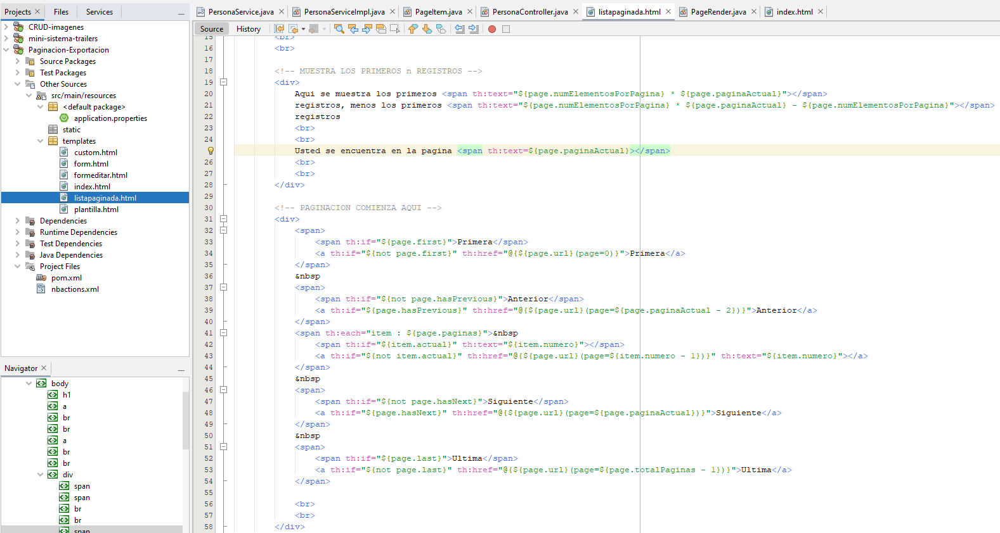 Projects
Files
Services
CRUD-imagenes
mini-sistema-trailers
Paginacion-Exportacion
Source Packages
Test Packages
Other Sources
src/main/resources
<default package>
application.properties
static
templates
custom.html
form.html
formeditar.html
index.html
listapaginada.html
plantilla.html
Dependencies
Runtime Dependencies
Test Dependencies
Java Dependencies
Project Files
pom.xml
nbactions.xml
Navigator
body
h1
a
br
br
a
br
br
div
span
span
br
br
span
PersonaService.java
PersonaServiceImpl.java
PageItem.java
PersonaController.java
listapaginada.html
PageRender.java
index.html
Source
History
15 <br>
16 <br>
17
18 <!-- MUESTRA LOS PRIMEROS n REGISTROS -->
19 <div>
20 Aqui se muestra los primeros <span th:text="${page.numElementosPorPagina} * ${page.paginaActual}"></span>
21 registros, menos los primeros <span th:text="${page.numElementosPorPagina} * ${page.paginaActual} - ${page.numElementosPorPagina}"></span>
22 registros
23 <br>
24 <br>
Usted se encuentra en la pagina <span th:text=${page.paginaActual}></span>
26 <br>
27 <br>
28 </div>
29
30 <!-- PAGINACION COMIENZA AQUI -->
31 <div>
32 <span>
33 <span th:if="${page.first}">Primera</span>
34 <a th:if="${not page.first}" th:href="@{${page.url}(page=0)}">Primera</a>
35 </span>
36 &nbsp
37 <span>
38 <span th:if="${not page.hasPrevious}">Anterior</span>
39 <a th:if="${page.hasPrevious}" th:href="@{${page.url}(page=${page.paginaActual - 2})}">Anterior</a>
40 </span>
41 <span th:each="item : ${page.paginas}">&nbsp
42 <span th:if="${item.actual}" th:text="${item.numero}"></span>
43 <a th:if="${not item.actual}" th:href="@{${page.url}(page=${item.numero - 1})}" th:text="${item.numero}"></a>
44 </span>
45 &nbsp
46 <span>
47 <span th:if="${not page.hasNext}">Siguiente</span>
48 <a th:if="${page.hasNext}" th:href="@{${page.url}(page=${page.paginaActual})}">Siguiente</a>
49 </span>
50 &nbsp
51 <span>
52 <span th:if="${page.last}">Ultima</span>
53 <a th:if="${not page.last}" th:href="@{${page.url}(page=${page.totalPaginas - 1})}">Ultima</a>
54 </span>
55
56 <br>
57 <br>
58 </div>